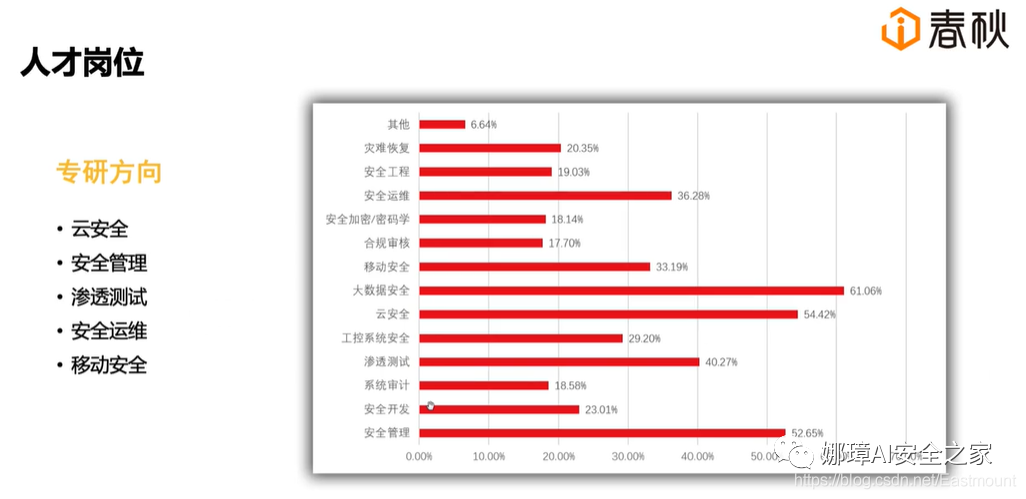 春秋
人才岗位
专研方向
• 云安全
• 安全管理
• 渗透测试
• 安全运维
• 移动安全
其他 6.64%
灾难恢复 20.35%
安全工程 19.03%
安全运维 36.28%
安全加密/密码学 18.14%
合规审核 17.70%
移动安全 33.19%
大数据安全 61.06%
云安全 54.42%
工控系统安全 29.20%
渗透测试 40.27%
系统审计 18.58%
安全开发 23.01%
安全管理 52.65%
0.00% 10.00% 20.00% 30.00% 40.00%
娜璋AI安全之家
https://blog.csdn.net/Eastmount